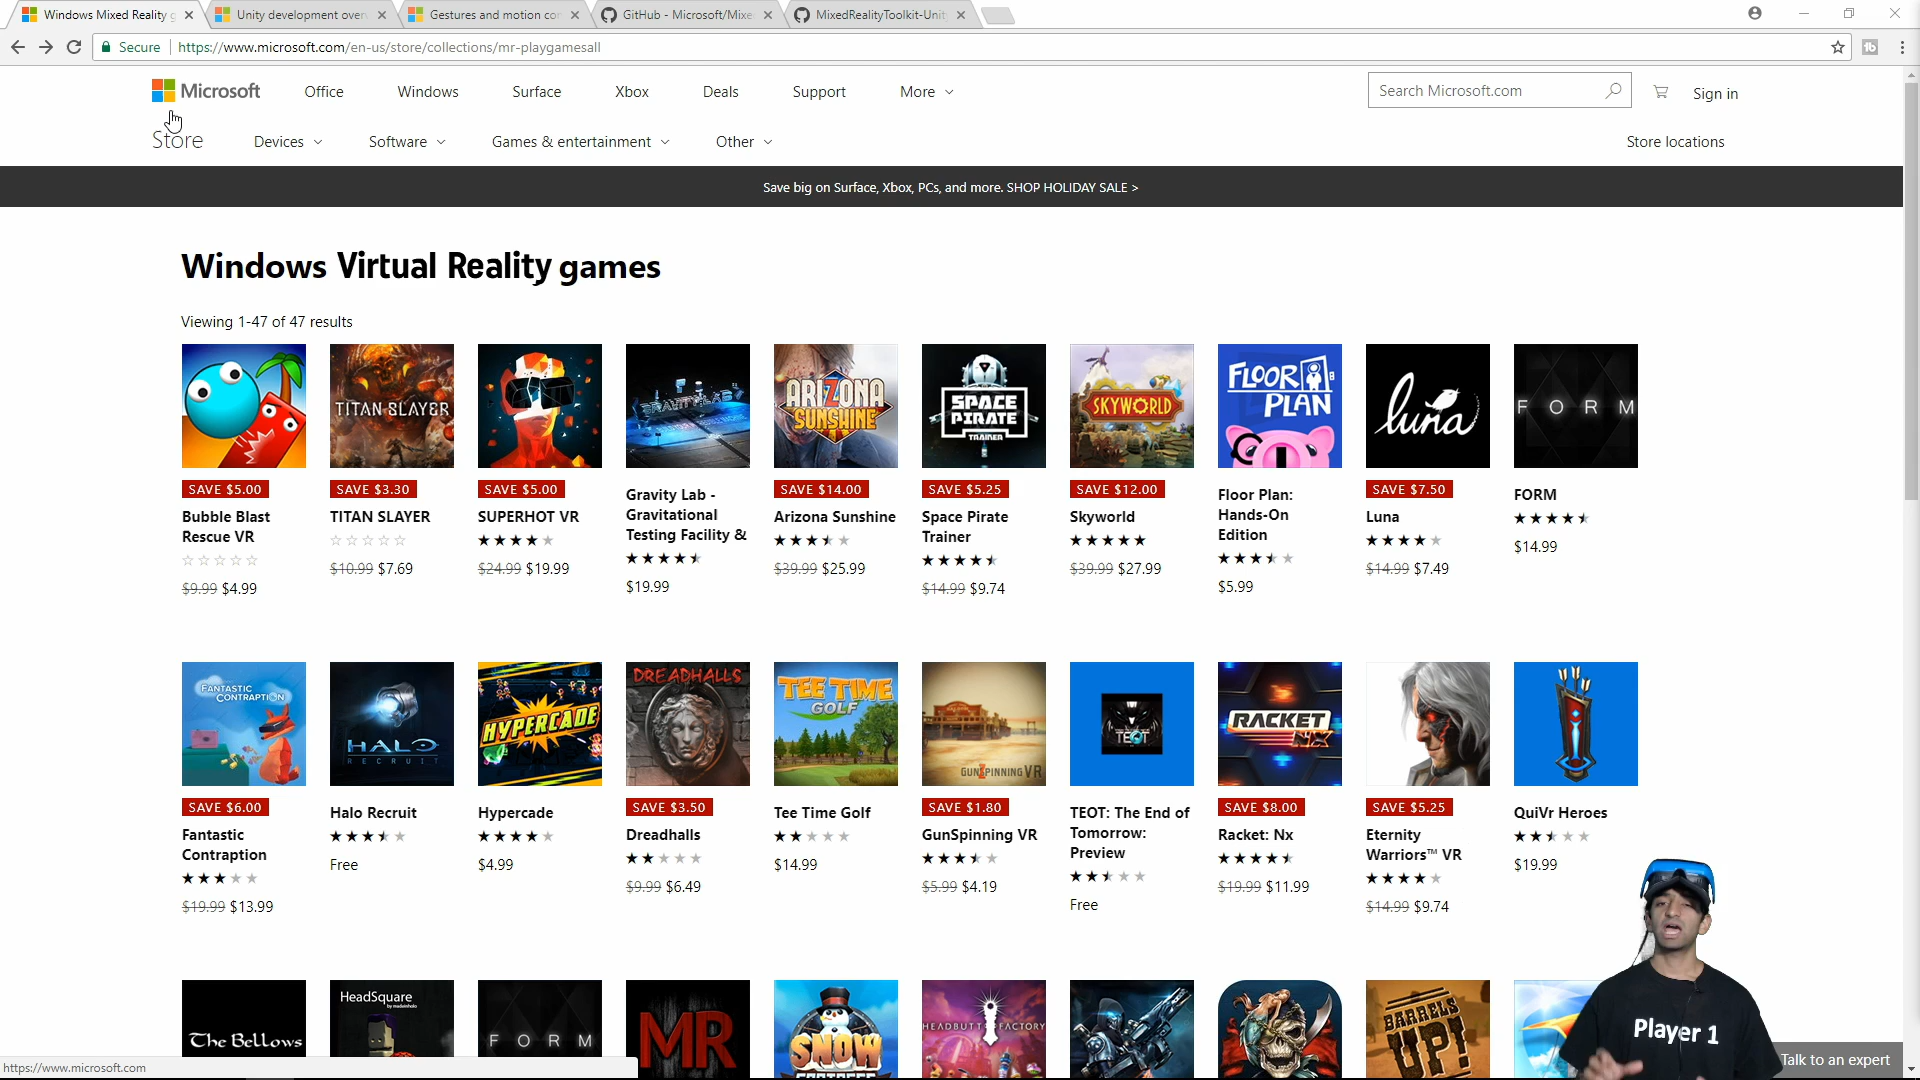 Windows Mixed Reality g
Unity development over
Gestures and motion co
GitHub - Microsoft/Mixe
MixedRealityToolkit-Unit
Secure
https://www.microsoft.com/en-us/store/collections/mr-playgamesall
Microsoft
Office
Windows
Surface
Xbox
Deals
Support
More
Search Microsoft.com
Sign in
Store
Devices
Software
Games & entertainment
Other
Store locations
Save big on Surface, Xbox, PCs, and more. SHOP HOLIDAY SALE >
Windows Virtual Reality games
Viewing 1-47 of 47 results
TITAN SLAYER
GRAVITY LAB
ARIZONA
SUNSHINE
SPACE
PIRATE
TRAINER
SKYWORLD
FLOOR
PLAN
luna
FORM
SAVE $5.00
Bubble Blast
Rescue VR
$9.99 $4.99
SAVE $3.30
TITAN SLAYER
$10.99 $7.69
SAVE $5.00
SUPERHOT VR
$24.99 $19.99
Gravity Lab -
Gravitational
Testing Facility &
$19.99
SAVE $14.00
Arizona Sunshine
$39.99 $25.99
SAVE $5.25
Space Pirate
Trainer
$14.99 $9.74
SAVE $12.00
Skyworld
$39.99 $27.99
Floor Plan:
Hands-On
Edition
$5.99
SAVE $7.50
Luna
$14.99 $7.49
FORM
$14.99
FANTASTIC
CONTRAPTION
HALO
RECRUIT
HYPERCADE
DREADHALLS
TEE TIME
GOLF
GUNSPINNING VR
TEOT
RACKET
NX
SAVE $6.00
Fantastic
Contraption
$19.99 $13.99
Halo Recruit
Free
Hypercade
$4.99
SAVE $3.50
Dreadhalls
$9.99 $6.49
Tee Time Golf
$14.99
SAVE $1.80
GunSpinning VR
$5.99 $4.19
TEOT: The End of
Tomorrow:
Preview
Free
SAVE $8.00
Racket: Nx
$19.99 $11.99
SAVE $5.25
Eternity
Warriors™ VR
$14.99 $9.74
QuiVr Heroes
$19.99
The Bellows
HeadSquare
FORM
MR
SNOW
FORTRESS
HEADBUTT FACTORY
BARRELS
UP!
Player 1
Talk to an expert
https://www.microsoft.com